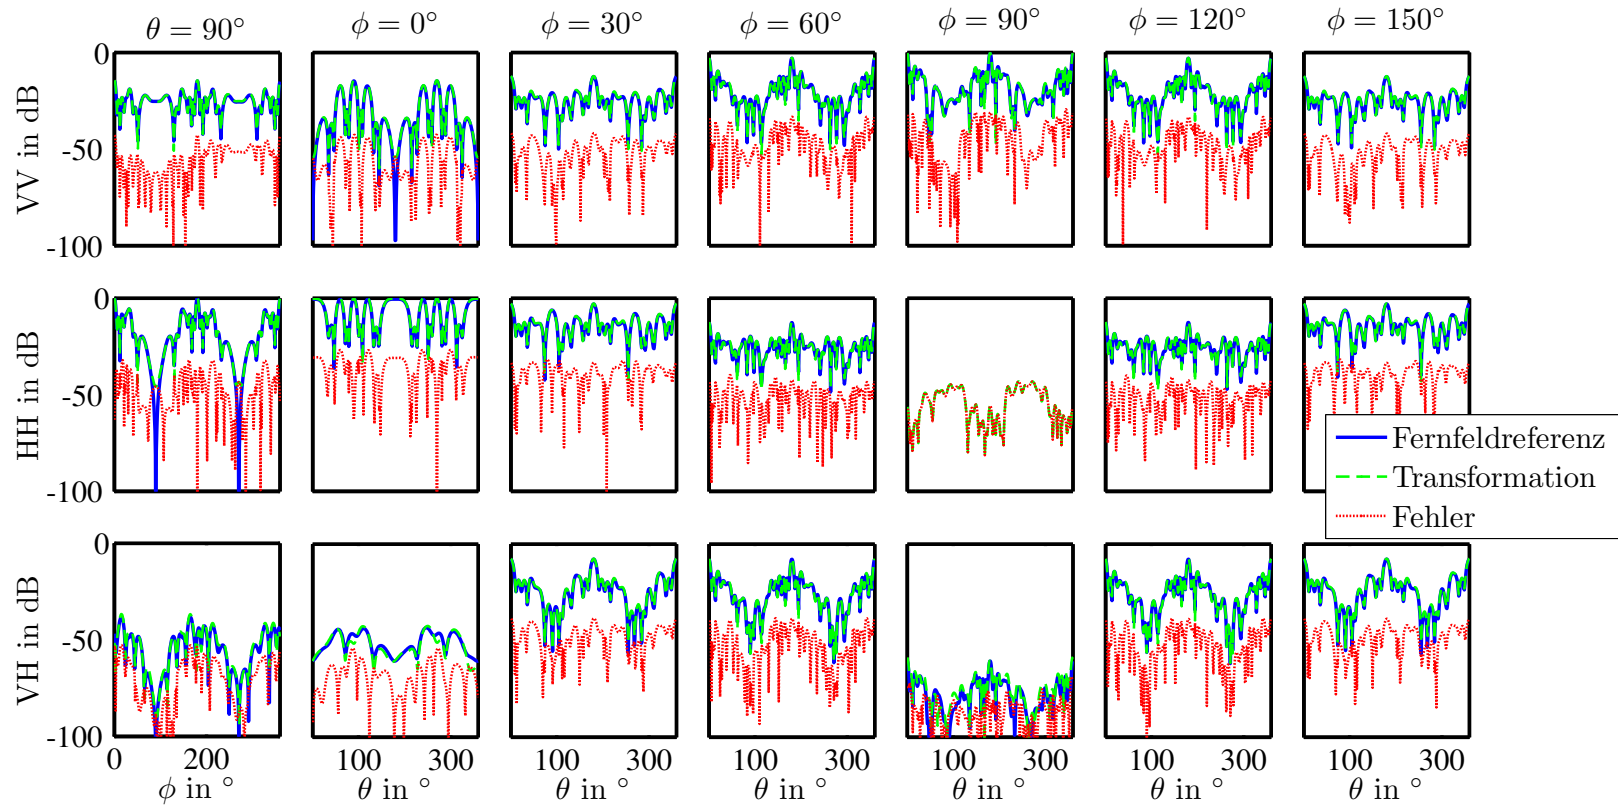 θ = 90° ϕ = 0° ϕ = 30° ϕ = 60° ϕ = 90° ϕ = 120° ϕ = 150°
0
VV in dB
-50
-100
0
HH in dB
-50
-100
Fernfeldreferenz
Transformation
Fehler
0
VH in dB
-50
-100
0 200 100 300 100 300 100 300 100 300 100 300 100 300
ϕ in ° θ in ° θ in ° θ in ° θ in ° θ in ° θ in °